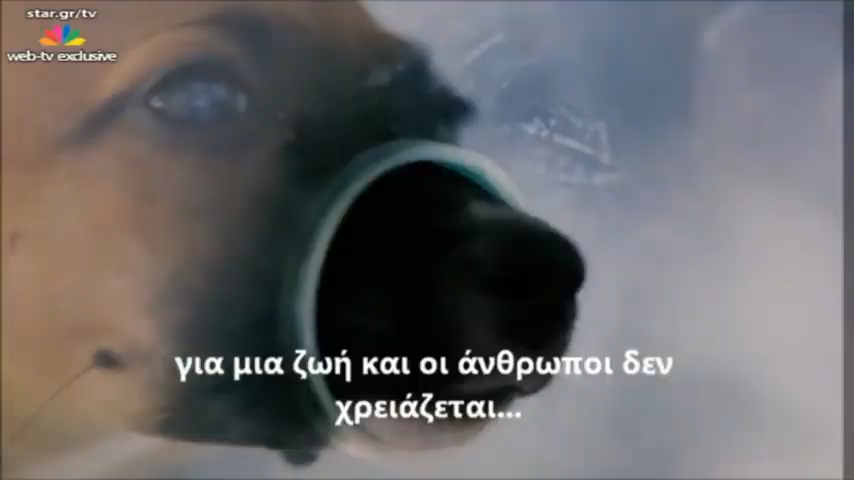 star.gr/tv
web-tv exclusive
για μια ζωή και οι άνθρωποι δεν
χρειάζεται...